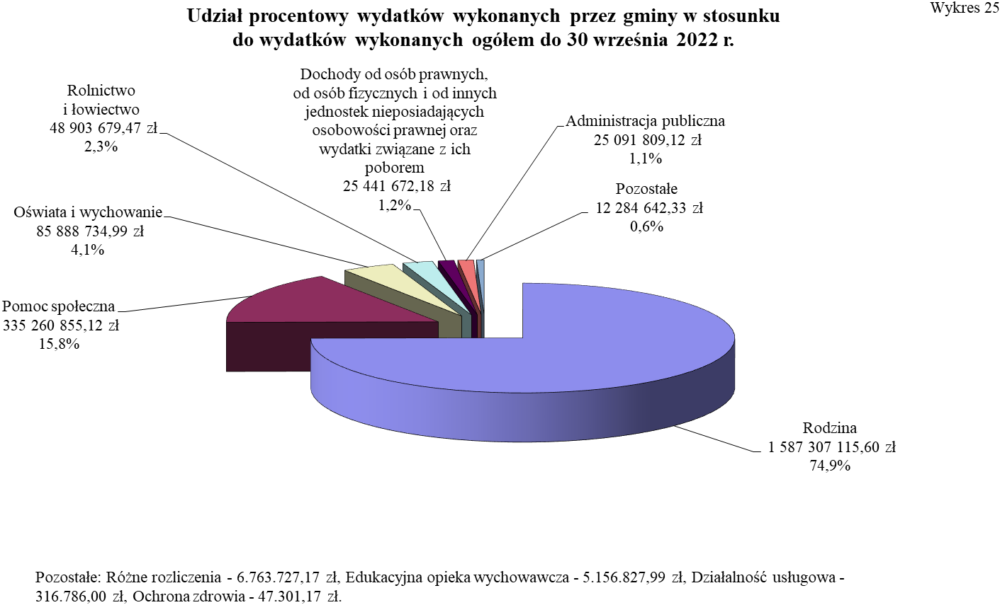 Wykres 25
Udział procentowy wydatków wykonanych przez gminy w stosunku
do wydatków wykonanych ogółem do 30 września 2022 r.
Rolnictwo
i łowiectwo
48 903 679,47 zł
2,3%
Dochody od osób prawnych,
od osób fizycznych i od innych
jednostek nieposiadających
osobowości prawnej oraz
wydatki związane z ich
poborem
25 441 672,18 zł
1,2%
Administracja publiczna
25 091 809,12 zł
1,1%
Pozostałe
12 284 642,33 zł
0,6%
Oświata i wychowanie
85 888 734,99 zł
4,1%
Pomoc społeczna
335 260 855,12 zł
15,8%
Rodzina
1 587 307 115,60 zł
74,9%
Pozostałe: Różne rozliczenia - 6.763.727,17 zł, Edukacyjna opieka wychowawcza - 5.156.827,99 zł, Działalność usługowa -
316.786,00 zł, Ochrona zdrowia - 47.301,17 zł.